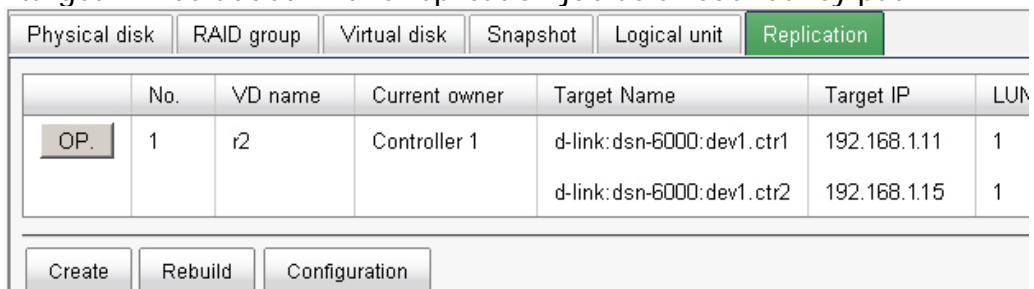 Physical disk RAID group Virtual disk Snapshot Logical unit Replication
No. VD name Current owner Target Name Target IP LUN
OP. 1 r2 Controller 1 d-link:dsn-6000:dev1.ctr1 192.168.1.11 1
d-link:dsn-6000:dev1.ctr2 192.168.1.15 1
Create Rebuild Configuration